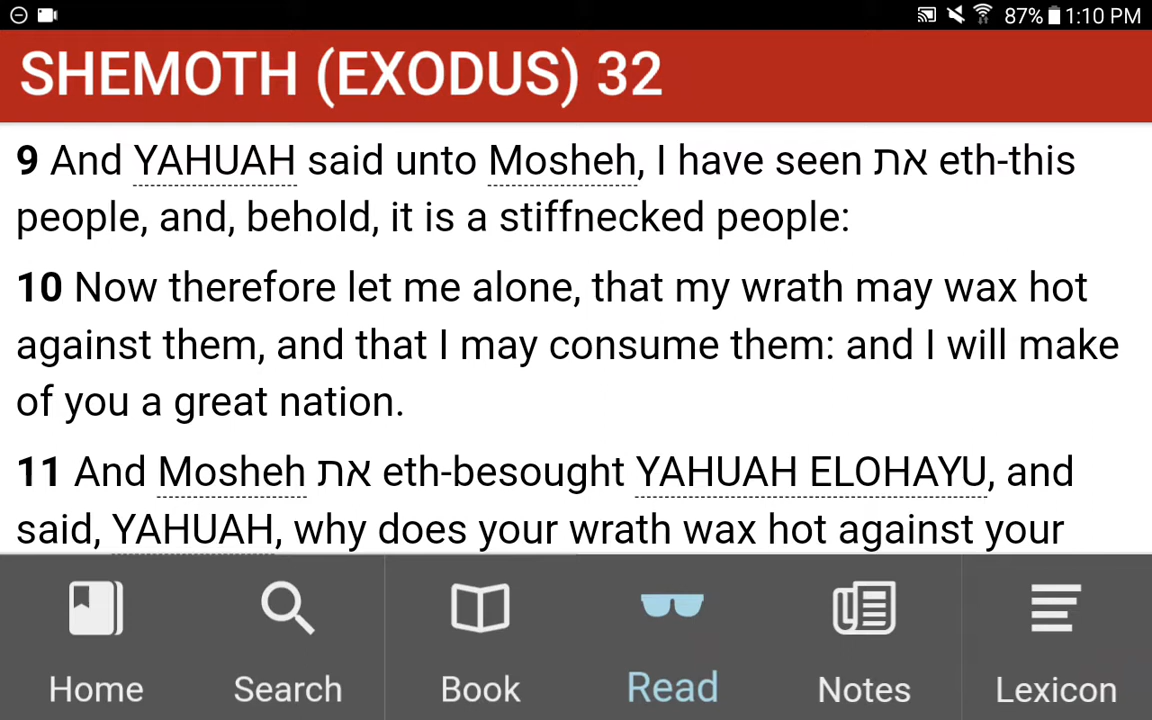 87% 1:10 PM
SHEMOTH (EXODUS) 32
9 And YAHUAH said unto Mosheh, I have seen את eth-this
people, and, behold, it is a stiffnecked people:
10 Now therefore let me alone, that my wrath may wax hot
against them, and that I may consume them: and I will make
of you a great nation.
11 And Mosheh את eth-besought YAHUAH ELOHAYU, and
said, YAHUAH, why does your wrath wax hot against your
Home Search Book Read Notes Lexicon